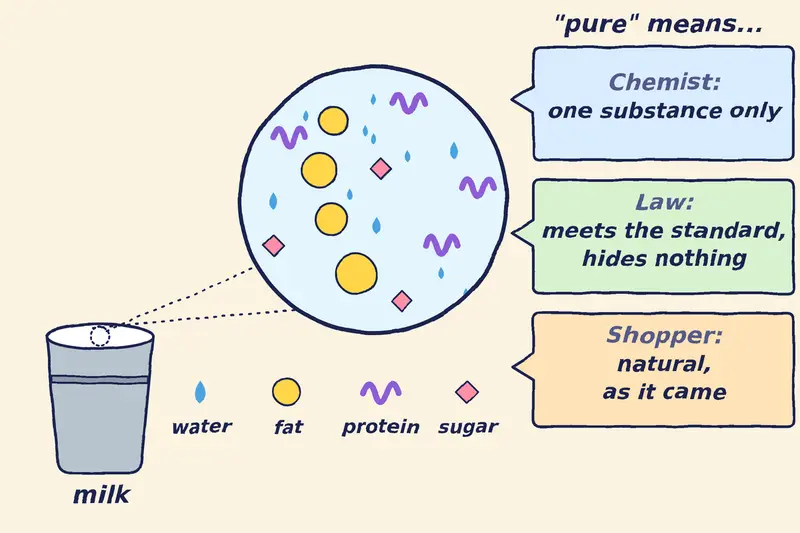 "pure" means...
Chemist:
one substance only
Law:
meets the standard,
hides nothing
Shopper:
natural,
as it came
water
fat
protein
sugar
milk